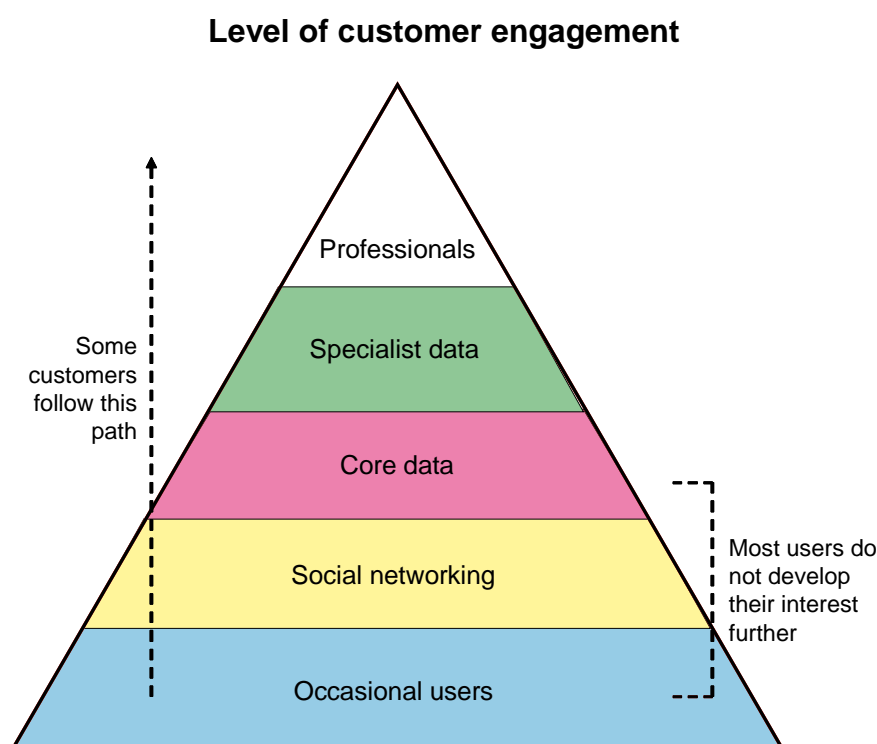 Level of customer engagement
Professionals
Specialist data
Some
customers
follow this
path
Core data
Social networking
Most users do
not develop
their interest
further
Occasional users